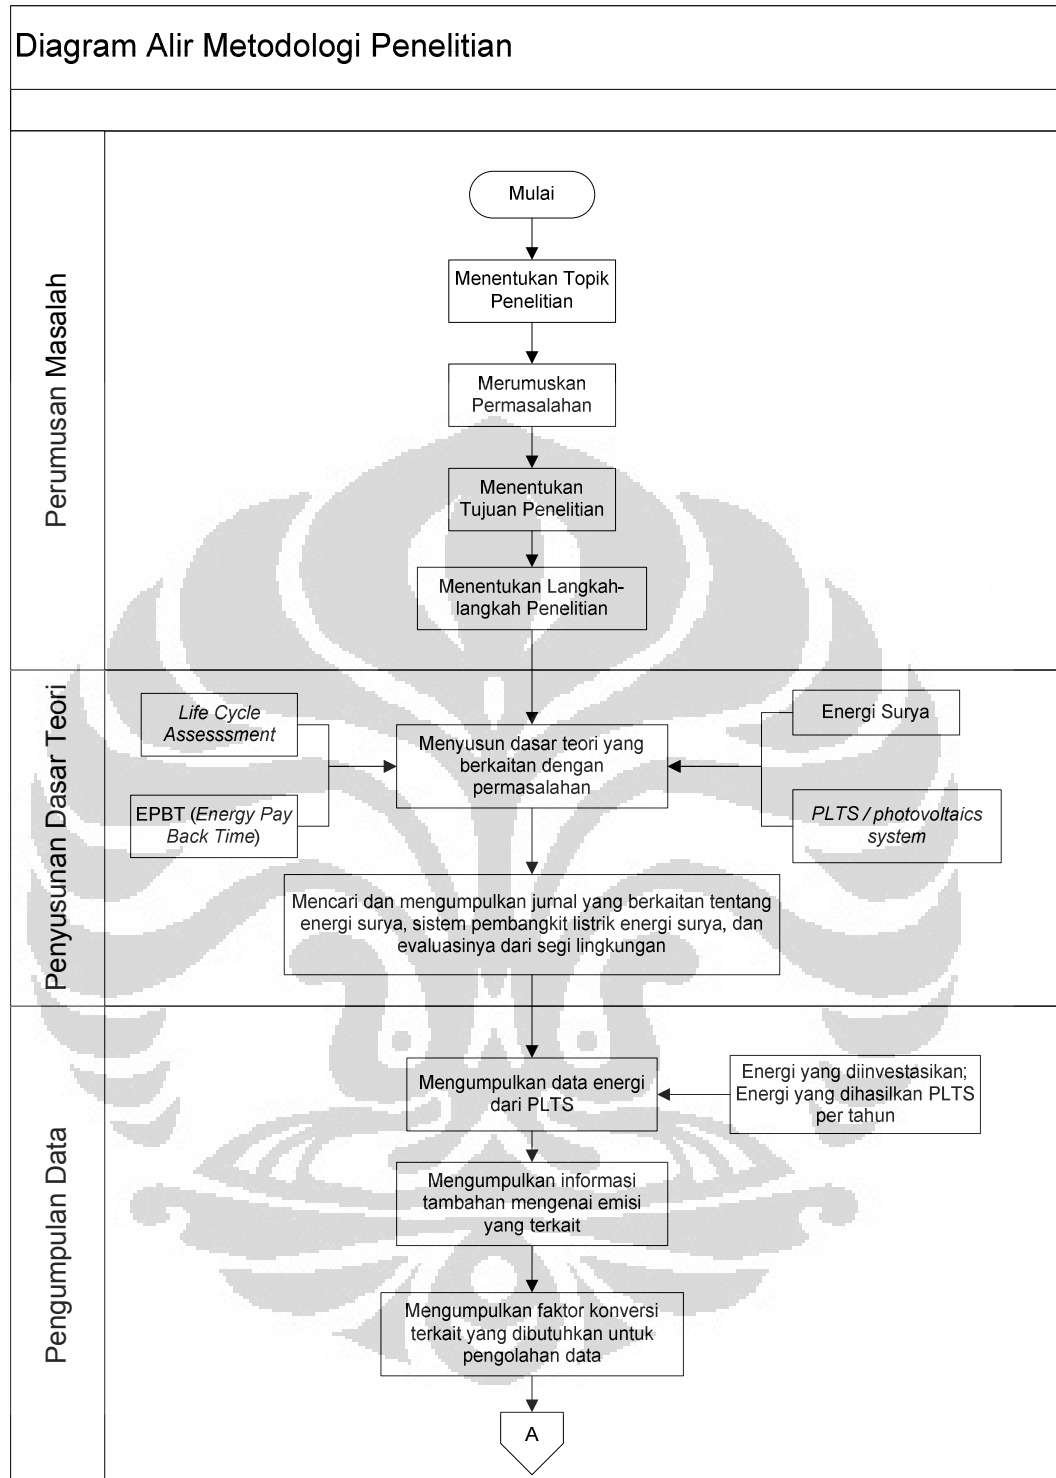 Diagram Alir Metodologi Penelitian
Perumusan Masalah
Mulai
Menentukan Topik
Penelitian
Merumuskan
Permasalahan
Menentukan
Tujuan Penelitian
Menentukan Langkah-
langkah Penelitian
Penyusunan Dasar Teori
Life Cycle
Assesssment
EPBT (Energy Pay
Back Time)
Menyusun dasar teori yang
berkaitan dengan
permasalahan
Energi Surya
PLTS / photovoltaics
system
Mencari dan mengumpulkan jurnal yang berkaitan tentang
energi surya, sistem pembangkit listrik energi surya, dan
evaluasinya dari segi lingkungan
Pengumpulan Data
Mengumpulkan data energi
dari PLTS
Energi yang diinvestasikan;
Energi yang dihasilkan PLTS
per tahun
Mengumpulkan informasi
tambahan mengenai emisi
yang terkait
Mengumpulkan faktor konversi
terkait yang dibutuhkan untuk
pengolahan data
A